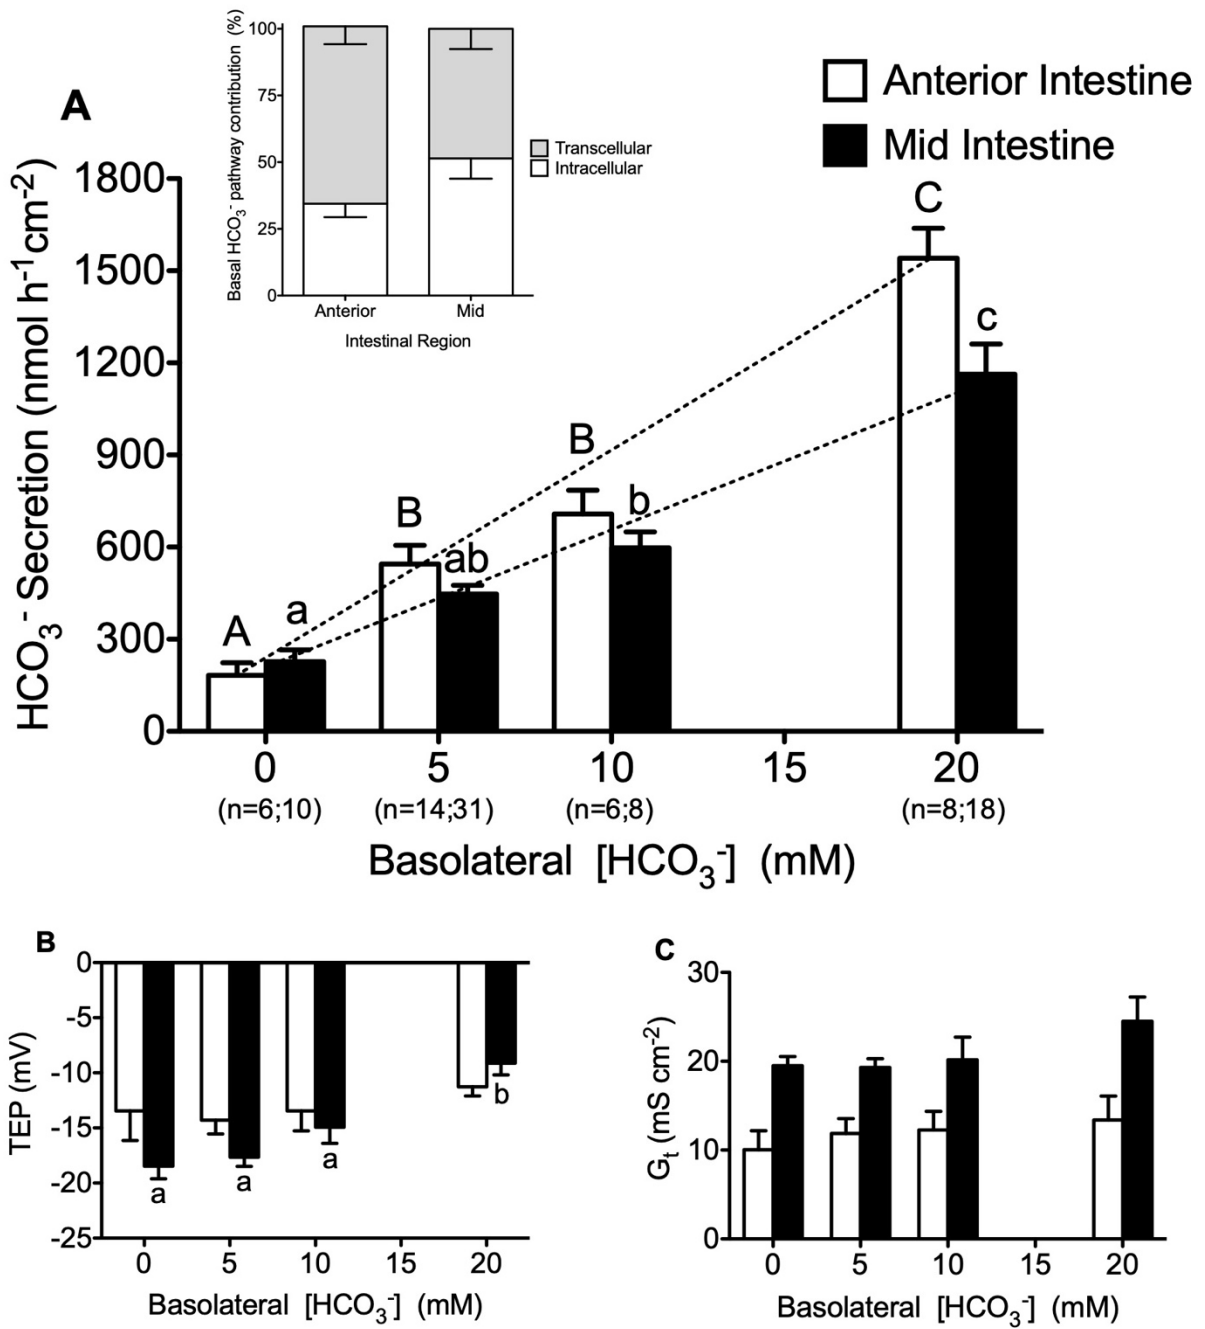 A
Basal HCO₃⁻ pathway contribution (%)
100
75
50
25
0
Anterior Mid
Intestinal Region
Transcellular
Intracellular
Anterior Intestine
Mid Intestine
HCO₃⁻ Secretion (nmol h⁻¹cm⁻²)
1800
1500
1200
900
600
300
0
A a B ab B b C c
0 5 10 15 20
(n=6;10) (n=14;31) (n=6;8) (n=8;18)
Basolateral [HCO₃⁻] (mM)
B
TEP (mV)
0
-5
-10
-15
-20
-25
a a a b
0 5 10 15 20
Basolateral [HCO₃⁻] (mM)
C
Gₜ (mS cm⁻²)
30
20
10
0
0 5 10 15 20
Basolateral [HCO₃⁻] (mM)